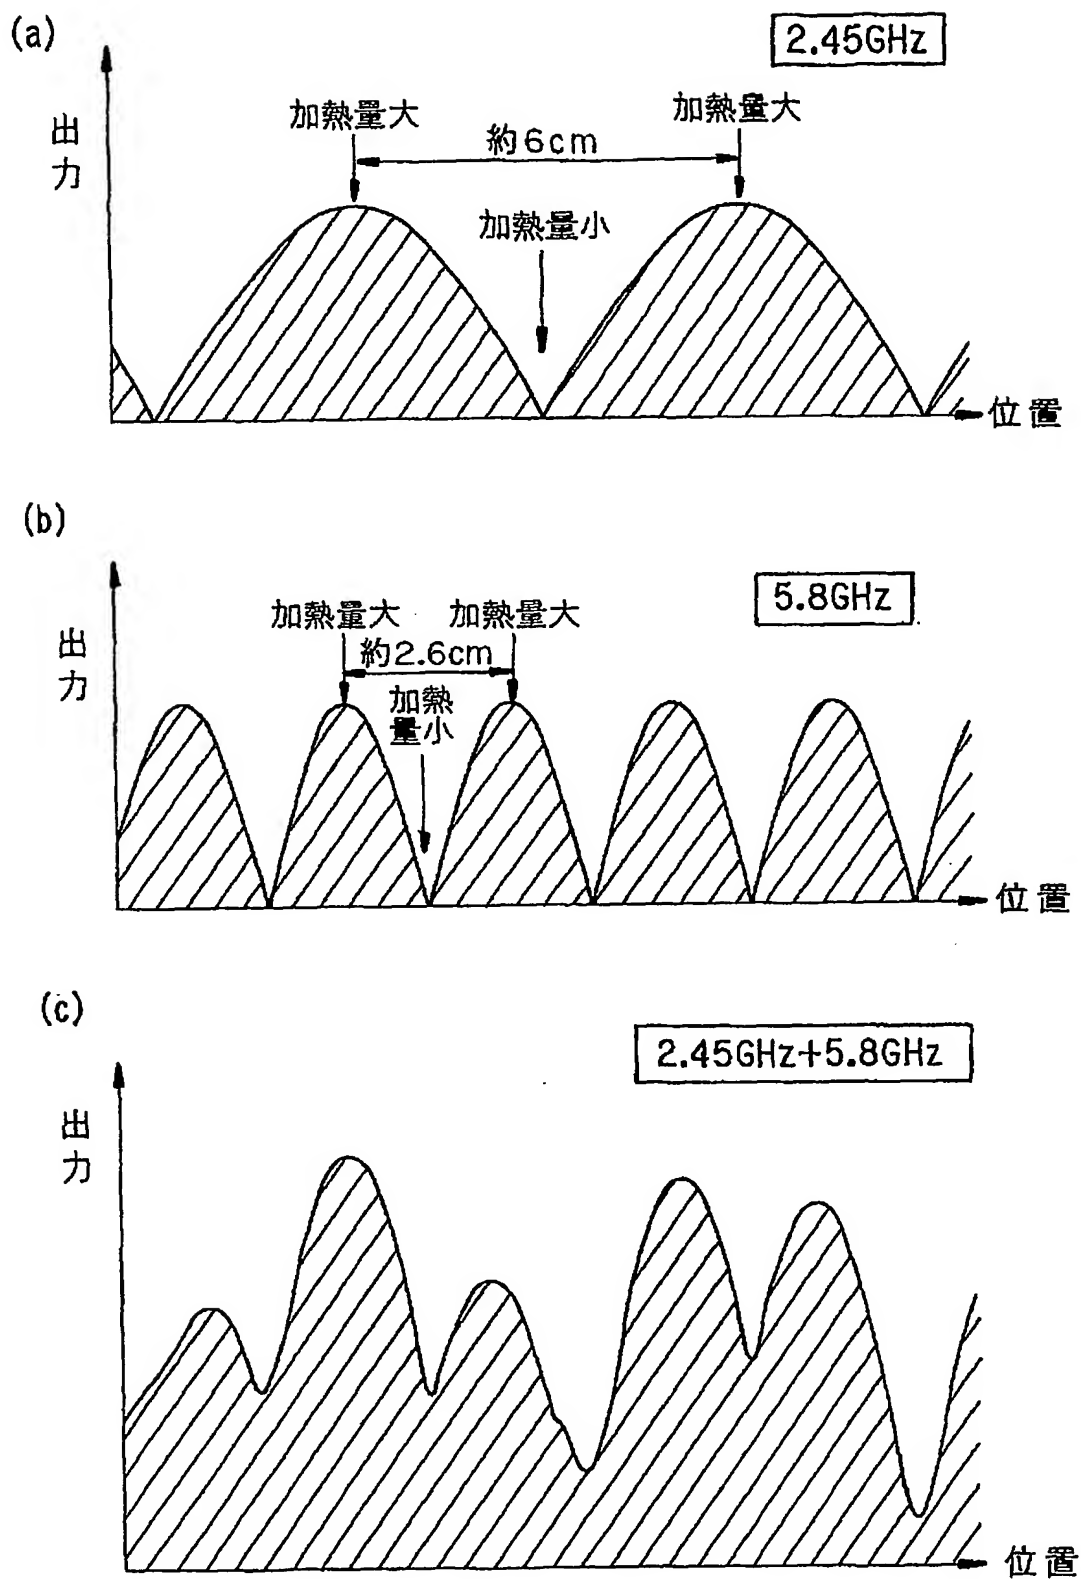 (a)
2.45GHz
出力
加熱量大
加熱量大
約6cm
加熱量小
位置
(b)
5.8GHz
出力
加熱量大
加熱量大
約2.6cm
加熱
量小
位置
(c)
2.45GHz+5.8GHz
出力
位置